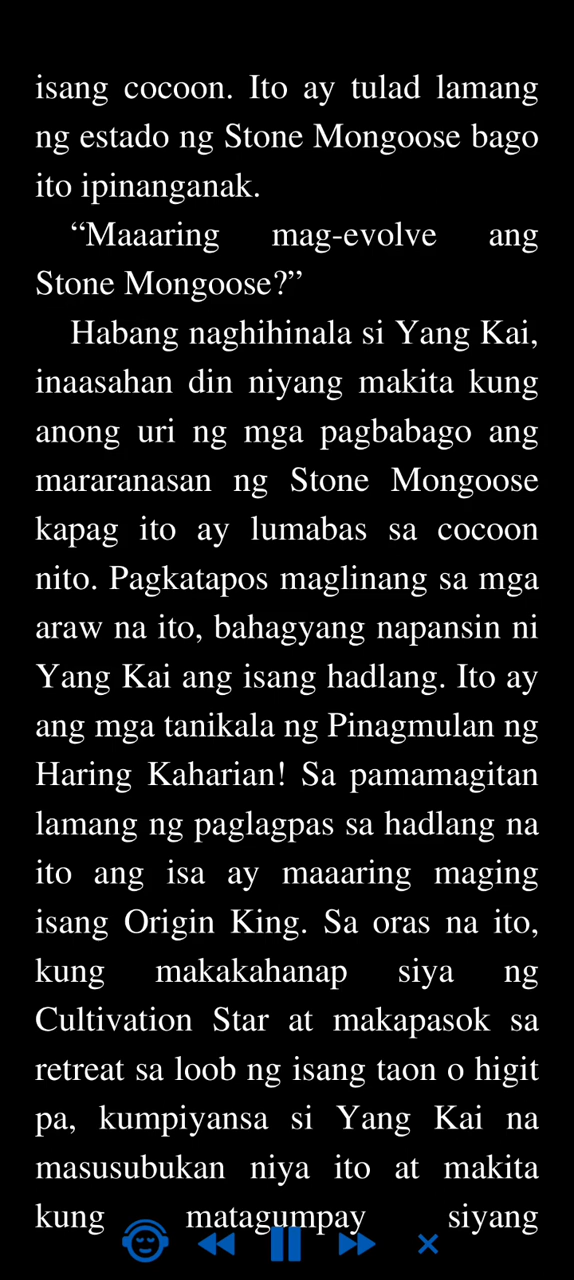 isang cocoon. Ito ay tulad lamang
ng estado ng Stone Mongoose bago
ito ipinanganak.
“Maaaring mag-evolve ang
Stone Mongoose?”
Habang naghihinala si Yang Kai,
inaasahan din niyang makita kung
anong uri ng mga pagbabago ang
mararanasan ng Stone Mongoose
kapag ito ay lumabas sa cocoon
nito. Pagkatapos maglinang sa mga
araw na ito, bahagyang napansin ni
Yang Kai ang isang hadlang. Ito ay
ang mga tanikala ng Pinagmulan ng
Haring Kaharian! Sa pamamagitan
lamang ng paglagpas sa hadlang na
ito ang isa ay maaaring maging
isang Origin King. Sa oras na ito,
kung makakahanap siya ng
Cultivation Star at makapasok sa
retreat sa loob ng isang taon o higit
pa, kumpiyansa si Yang Kai na
masusubukan niya ito at makita
kung matagumpay siyang